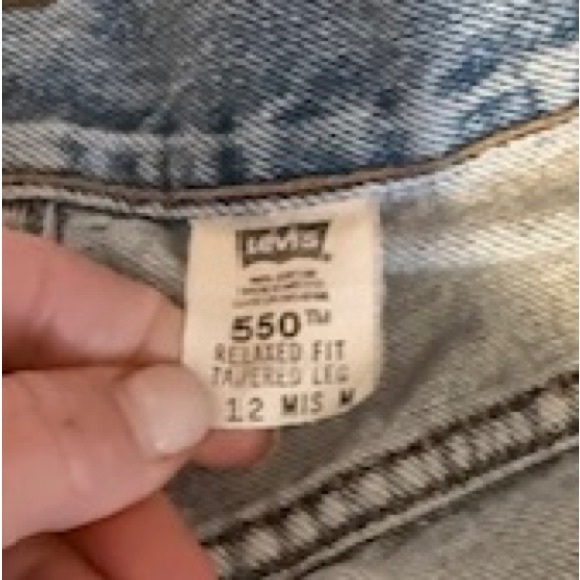 Levi's
550™
RELAXED FIT
TAPERED LEG
12 MIS M